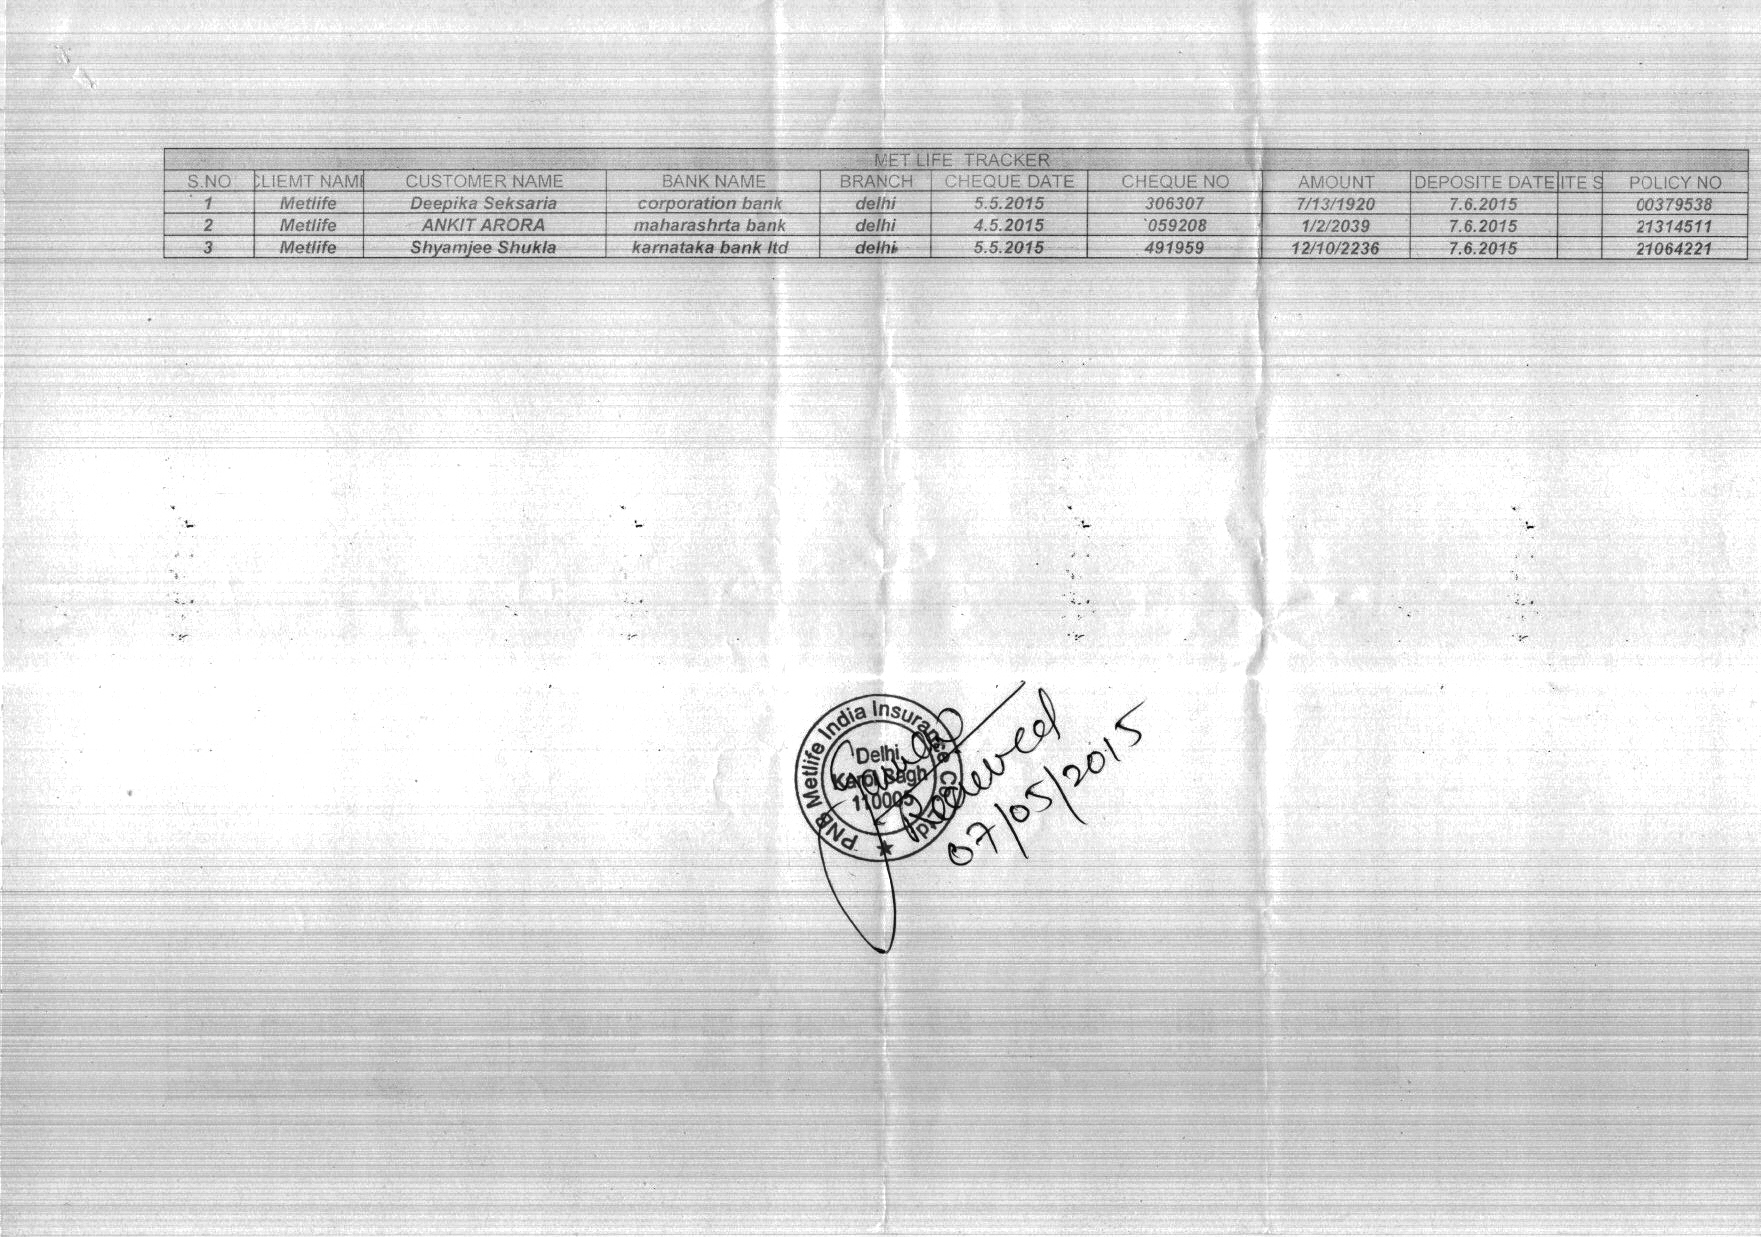 MET LIFE TRACKER
S.NO CLIEMT NAME CUSTOMER NAME BANK NAME BRANCH CHEQUE DATE CHEQUE NO AMOUNT DEPOSITE DATE ITE S POLICY NO
1 Metlife Deepika Seksaria corporation bank delhi 5.5.2015 306307 7/13/1920 7.6.2015 00379538
2 Metlife ANKIT ARORA maharashrta bank delhi 4.5.2015 `059208 1/2/2039 7.6.2015 21314511
3 Metlife Shyamjee Shukla karnataka bank ltd delhi 5.5.2015 491959 12/10/2236 7.6.2015 21064221
PNB Metlife India Insurance Co. Ltd
Delhi
Karol Bagh
110005
Received
07/05/2015